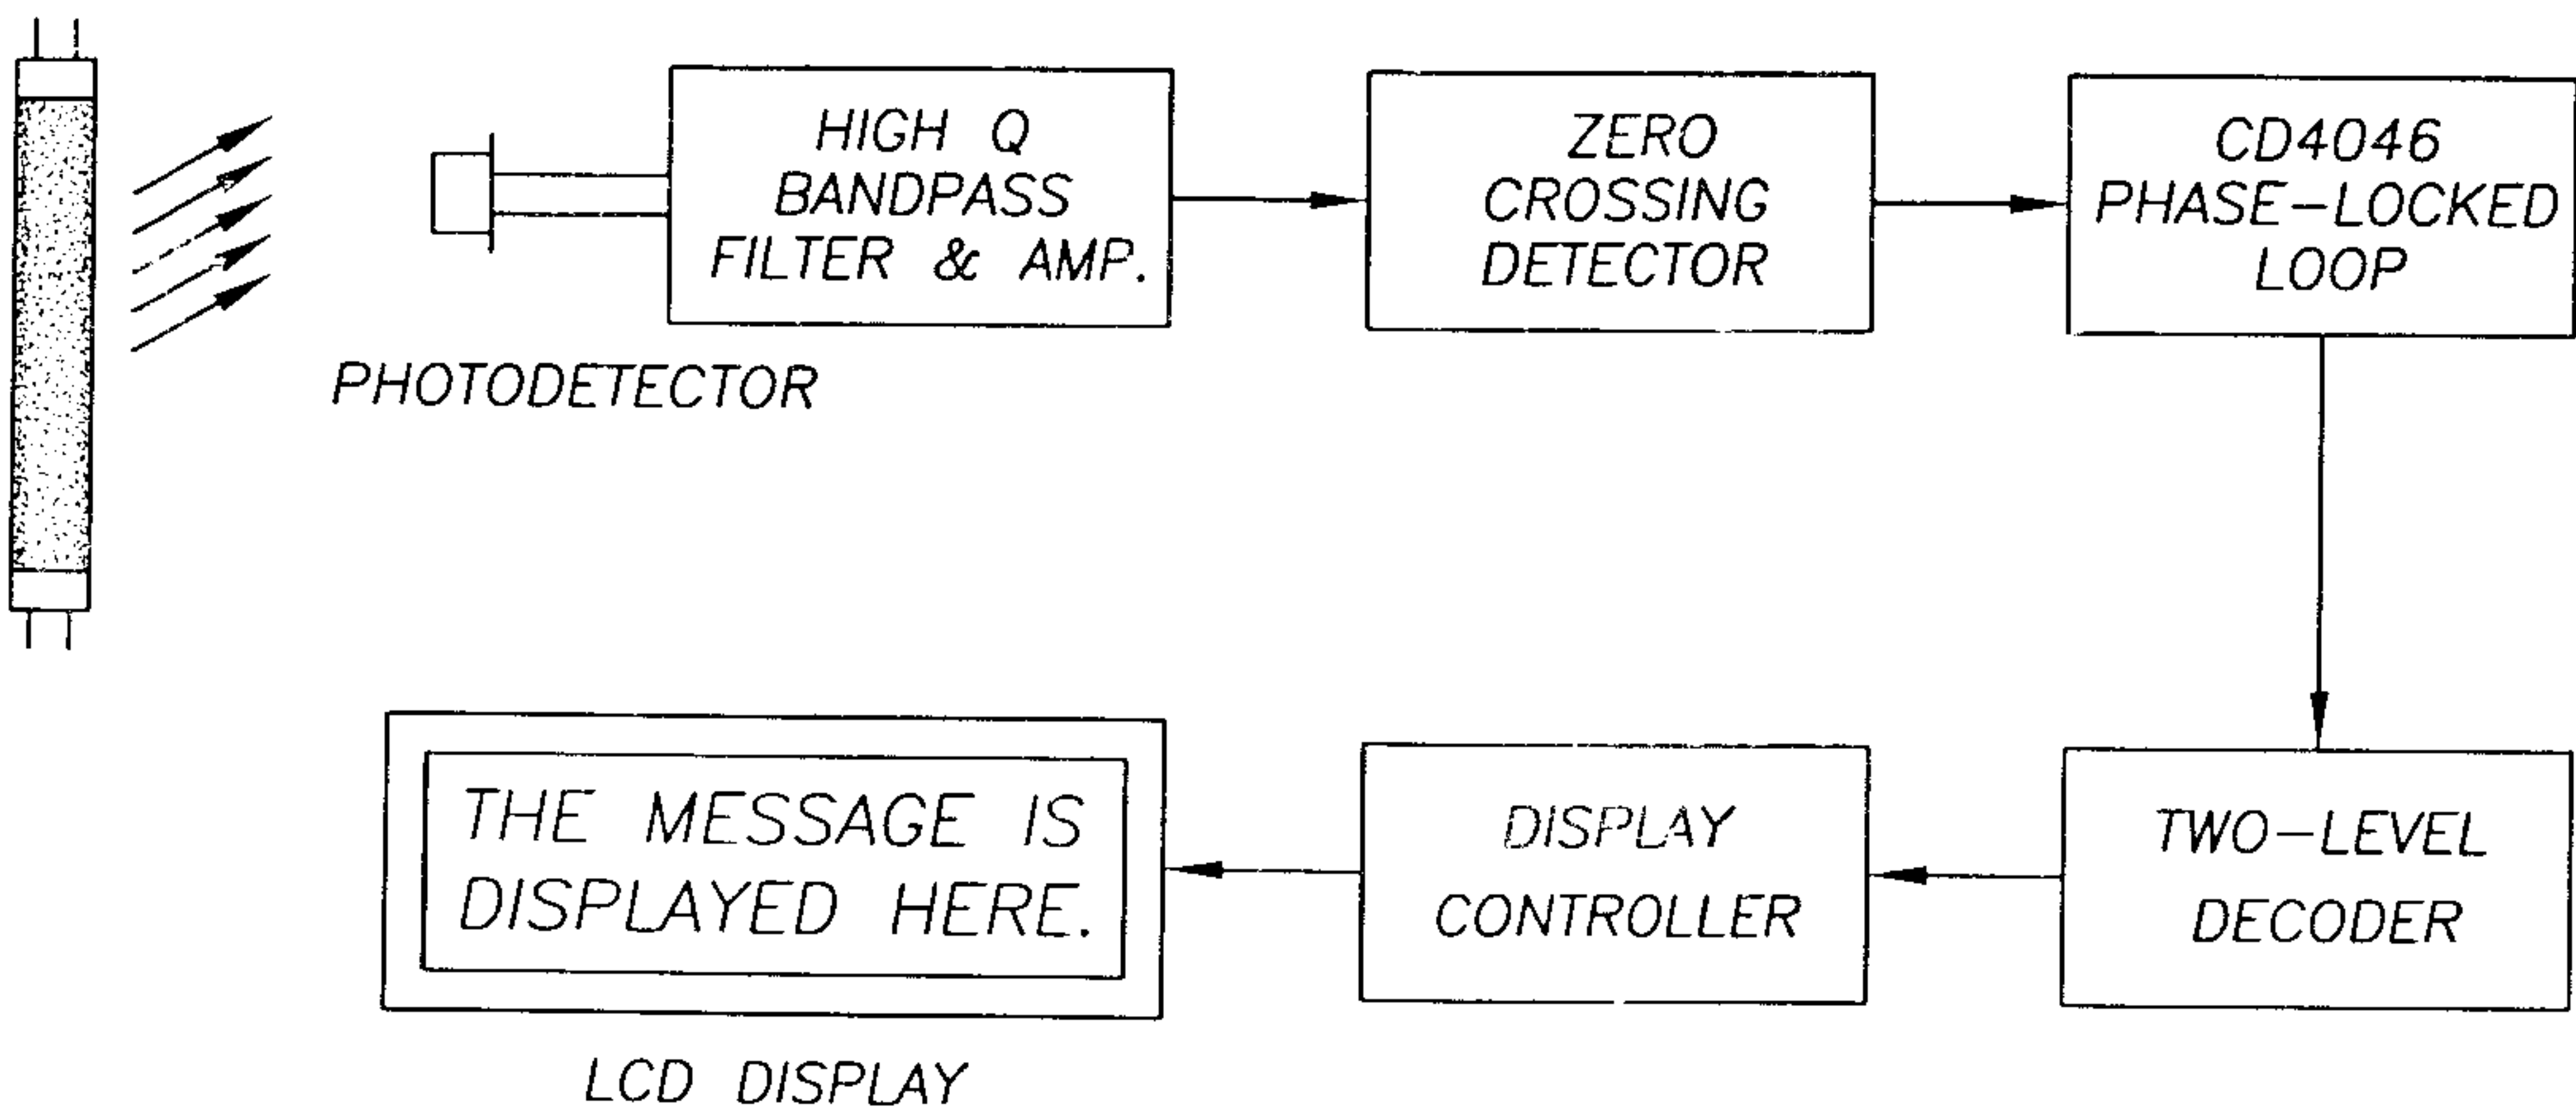 HIGH Q
BANDPASS
FILTER & AMP.
ZERO
CROSSING
DETECTOR
CD4046
PHASE-LOCKED
LOOP
PHOTODETECTOR
THE MESSAGE IS
DISPLAYED HERE.
DISPLAY
CONTROLLER
TWO-LEVEL
DECODER
LCD DISPLAY